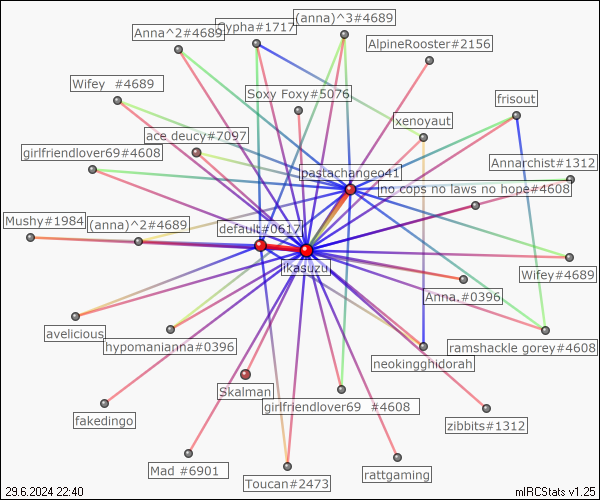 (anna)^3#4689
Anna^2#4689
Cypha#1717
AlpineRooster#2156
Wifey  #4689
Soxy Foxy#5076
frisout
xenoyaut
ace deucy#7097
girlfriendlover69#4608
Annarchist#1312
pastachangeo41
no cops no laws no hope#4608
Mushy#1984
(anna)^2#4689
default#0617
ikasuzu
Wifey#4689
Anna.#0396
avelicious
hypomanianna#0396
ramshackle gorey#4608
neokingghidorah
Skalman
girlfriendlover69  #4608
fakedingo
zibbits#1312
Mad #6901
Toucan#2473
rattgaming
29.6.2024 22:40
mIRCStats v1.25